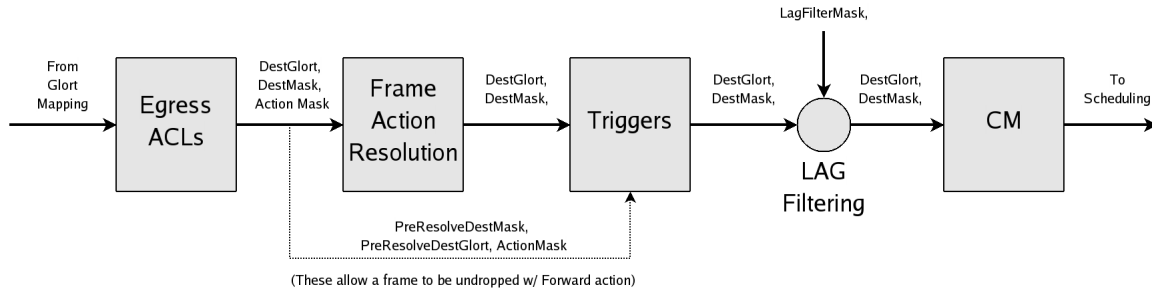 From
Glort
Mapping
Egress
ACLs
DestGlort,
DestMask,
Action Mask
Frame
Action
Resolution
DestGlort,
DestMask,
Triggers
DestGlort,
DestMask,
LagFilterMask,
LAG
Filtering
DestGlort,
DestMask,
CM
To
Scheduling
PreResolveDestMask,
PreResolveDestGlort, ActionMask
(These allow a frame to be undropped w/ Forward action)